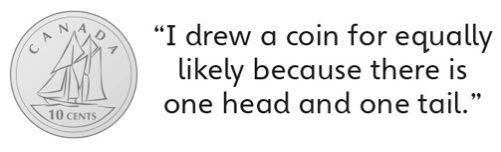 CANADA
10 CENTS
“I drew a coin for equally
likely because there is
one head and one tail.”